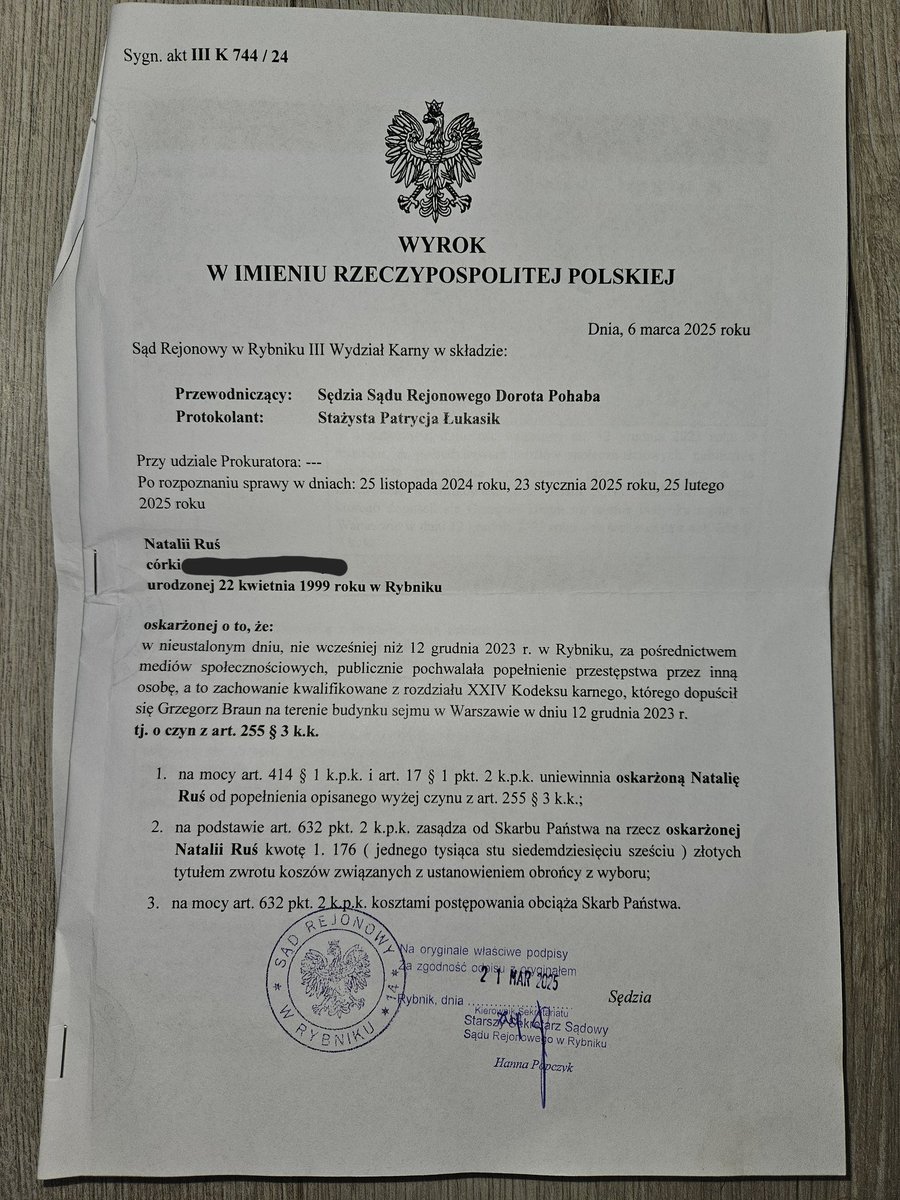 Sygn. akt III K 744 / 24
WYROK
W IMIENIU RZECZYPOSPOLITEJ POLSKIEJ
Dnia, 6 marca 2025 roku
Sąd Rejonowy w Rybniku III Wydział Karny w składzie:
Przewodniczący: Sędzia Sądu Rejonowego Dorota Pohaba
Protokolant: Stażysta Patrycja Łukasik
Przy udziale Prokuratora: ---
Po rozpoznaniu sprawy w dniach: 25 listopada 2024 roku, 23 stycznia 2025 roku, 25 lutego
2025 roku
Natalii Ruś
córki
urodzonej 22 kwietnia 1999 roku w Rybniku
oskarżonej o to, że:
w nieustalonym dniu, nie wcześniej niż 12 grudnia 2023 r. w Rybniku, za pośrednictwem
mediów społecznościowych, publicznie pochwalała popełnienie przestępstwa przez inną
osobę, a to zachowanie kwalifikowane z rozdziału XXIV Kodeksu karnego, którego dopuścił
się Grzegorz Braun na terenie budynku sejmu w Warszawie w dniu 12 grudnia 2023 r.
tj. o czyn z art. 255 § 3 k.k.
1. na mocy art. 414 § 1 k.p.k. i art. 17 § 1 pkt. 2 k.p.k. uniewinnia oskarżoną Natalię
Ruś od popełnienia opisanego wyżej czynu z art. 255 § 3 k.k.;
2. na podstawie art. 632 pkt. 2 k.p.k. zasądza od Skarbu Państwa na rzecz oskarżonej
Natalii Ruś kwotę 1. 176 ( jednego tysiąca stu siedemdziesięciu sześciu ) złotych
tytułem zwrotu koszów związanych z ustanowieniem obrońcy z wyboru;
3. na mocy art. 632 pkt. 2 k.p.k. kosztami postępowania obciąża Skarb Państwa.
SĄD REJONOWY
W RYBNIKU
14
Na oryginale właściwe podpisy
Za zgodność odpisu z oryginałem
21 MAR 2025
Rybnik, dnia ....................
Sędzia
Kierownik Sekretariatu
Starszy Sekretarz Sądowy
Sądu Rejonowego w Rybniku
Hanna Popczyk